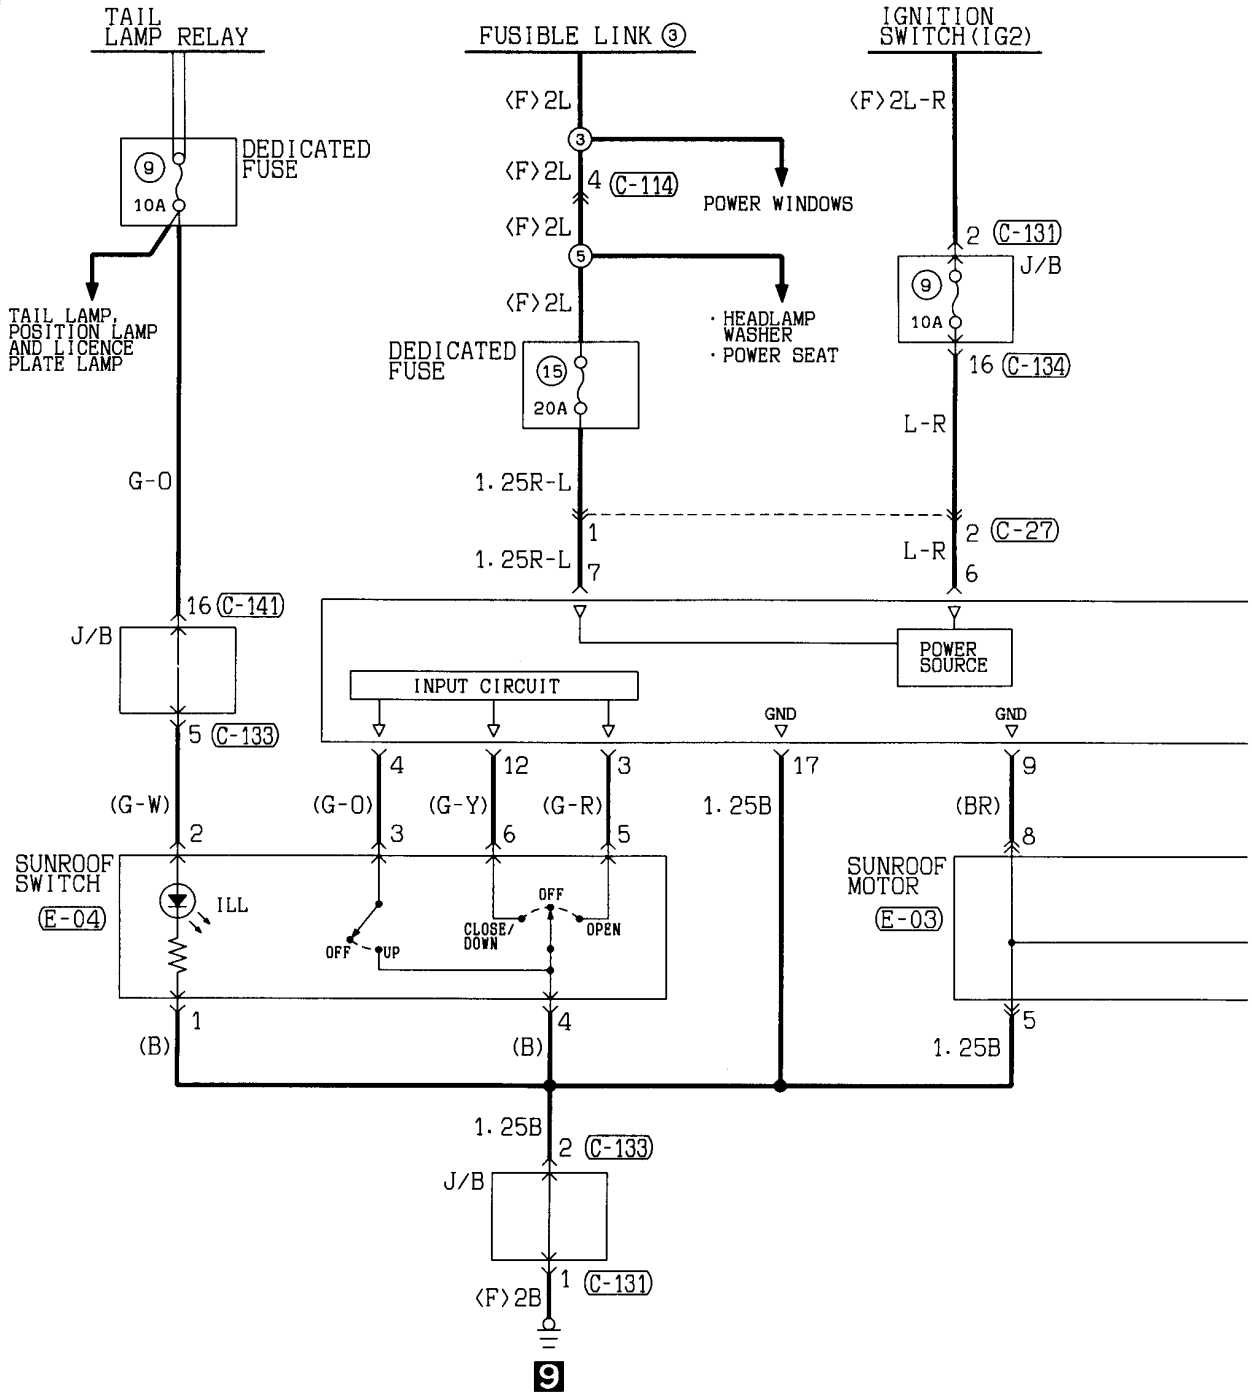 TAIL
LAMP RELAY
FUSIBLE LINK ③
IGNITION
SWITCH(IG2)
⟨F⟩2L
⟨F⟩2L-R
3
DEDICATED
FUSE
9
10A
⟨F⟩2L
4
C-114
POWER WINDOWS
⟨F⟩2L
2
C-131
5
J/B
9
10A
⟨F⟩2L
TAIL LAMP,
POSITION LAMP
AND LICENCE
PLATE LAMP
· HEADLAMP
WASHER
· POWER SEAT
DEDICATED
FUSE
15
20A
16
C-134
L-R
G-O
1.25R-L
1
2
C-27
1.25R-L
L-R
7
6
16
C-141
J/B
POWER
SOURCE
INPUT CIRCUIT
GND
GND
5
C-133
4
12
3
17
9
(G-W)
(G-O)
(G-Y)
(G-R)
1.25B
(BR)
2
3
6
5
8
SUNROOF
SWITCH
E-04
SUNROOF
MOTOR
E-03
ILL
OFF
CLOSE/
DOWN
OPEN
OFF
UP
1
4
5
(B)
(B)
1.25B
1.25B
2
C-133
J/B
1
C-131
⟨F⟩2B
9